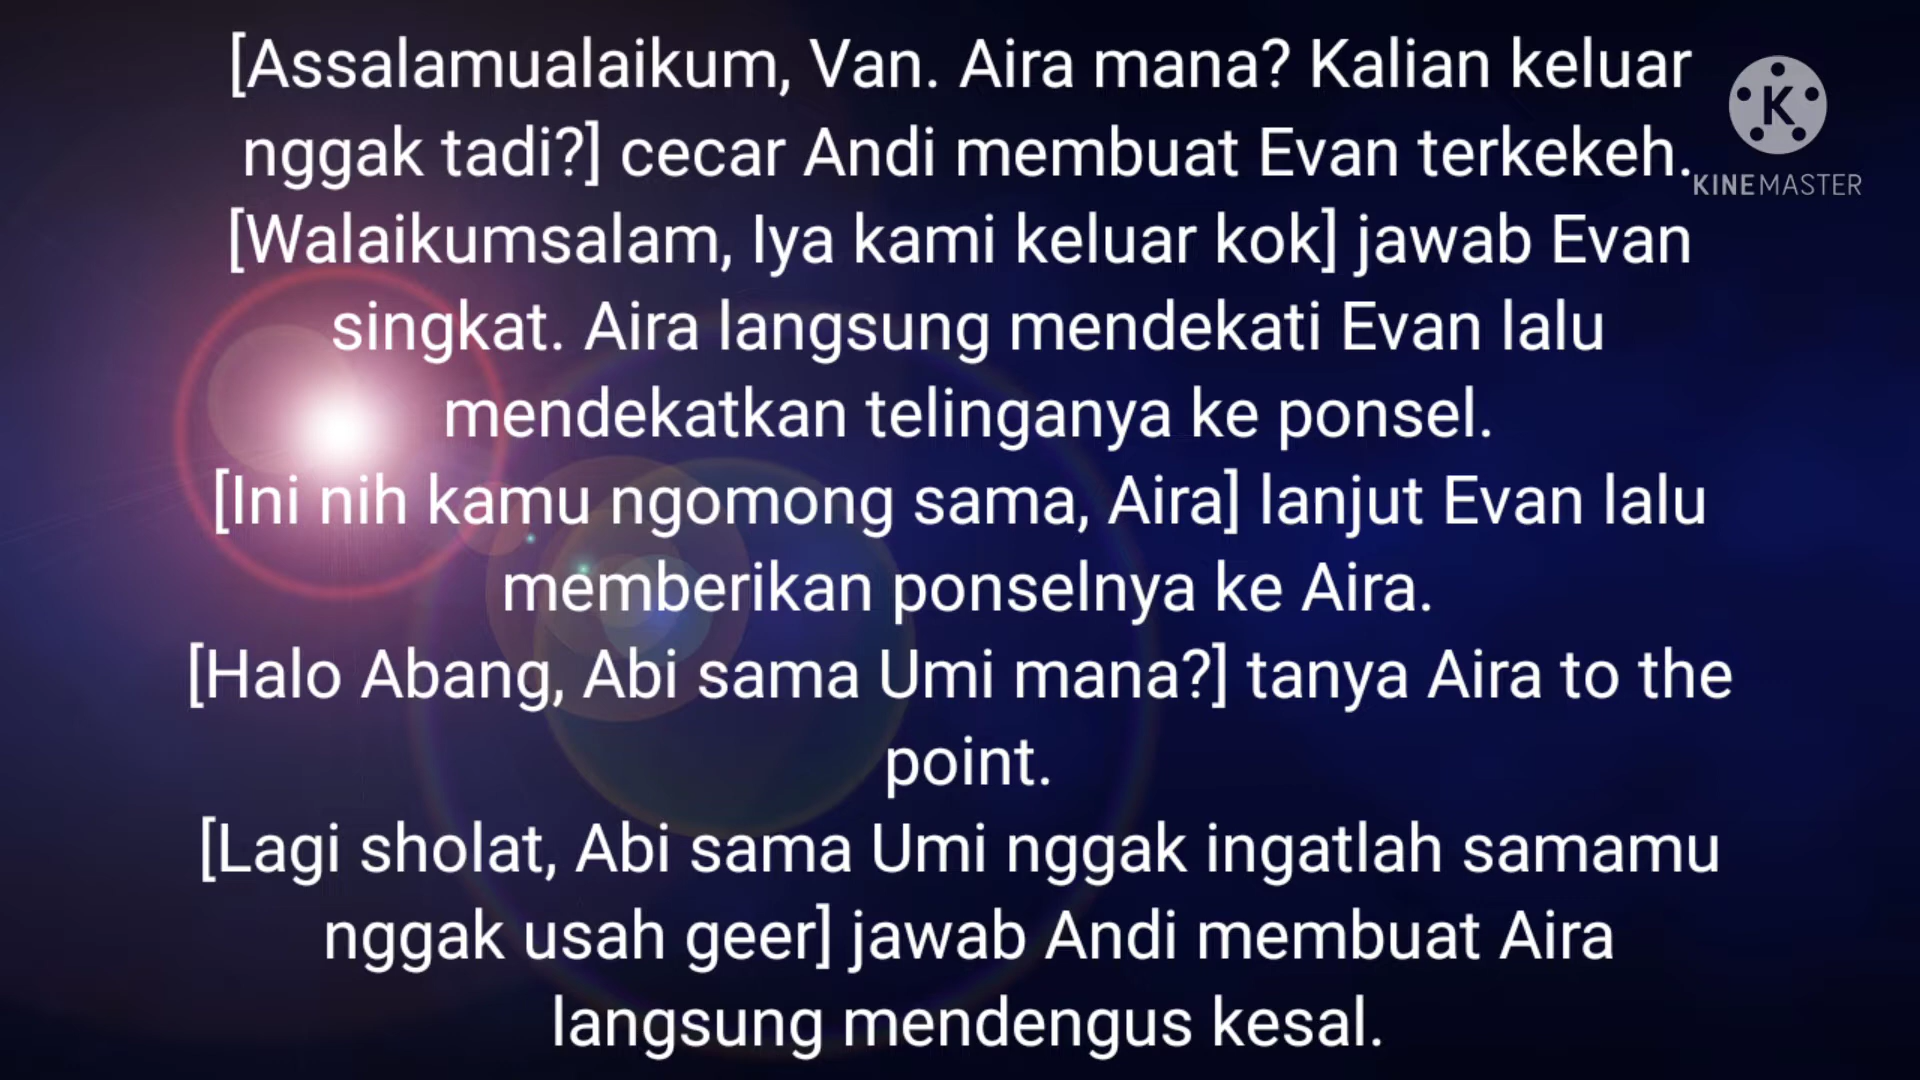 [Assalamualaikum, Van. Aira mana? Kalian keluar
nggak tadi?] cecar Andi membuat Evan terkekeh.
[Walaikumsalam, Iya kami keluar kok] jawab Evan
singkat. Aira langsung mendekati Evan lalu
mendekatkan telinganya ke ponsel.
[Ini nih kamu ngomong sama, Aira] lanjut Evan lalu
memberikan ponselnya ke Aira.
[Halo Abang, Abi sama Umi mana?] tanya Aira to the
point.
[Lagi sholat, Abi sama Umi nggak ingatlah samamu
nggak usah geer] jawab Andi membuat Aira
langsung mendengus kesal.
K
KINEMASTER